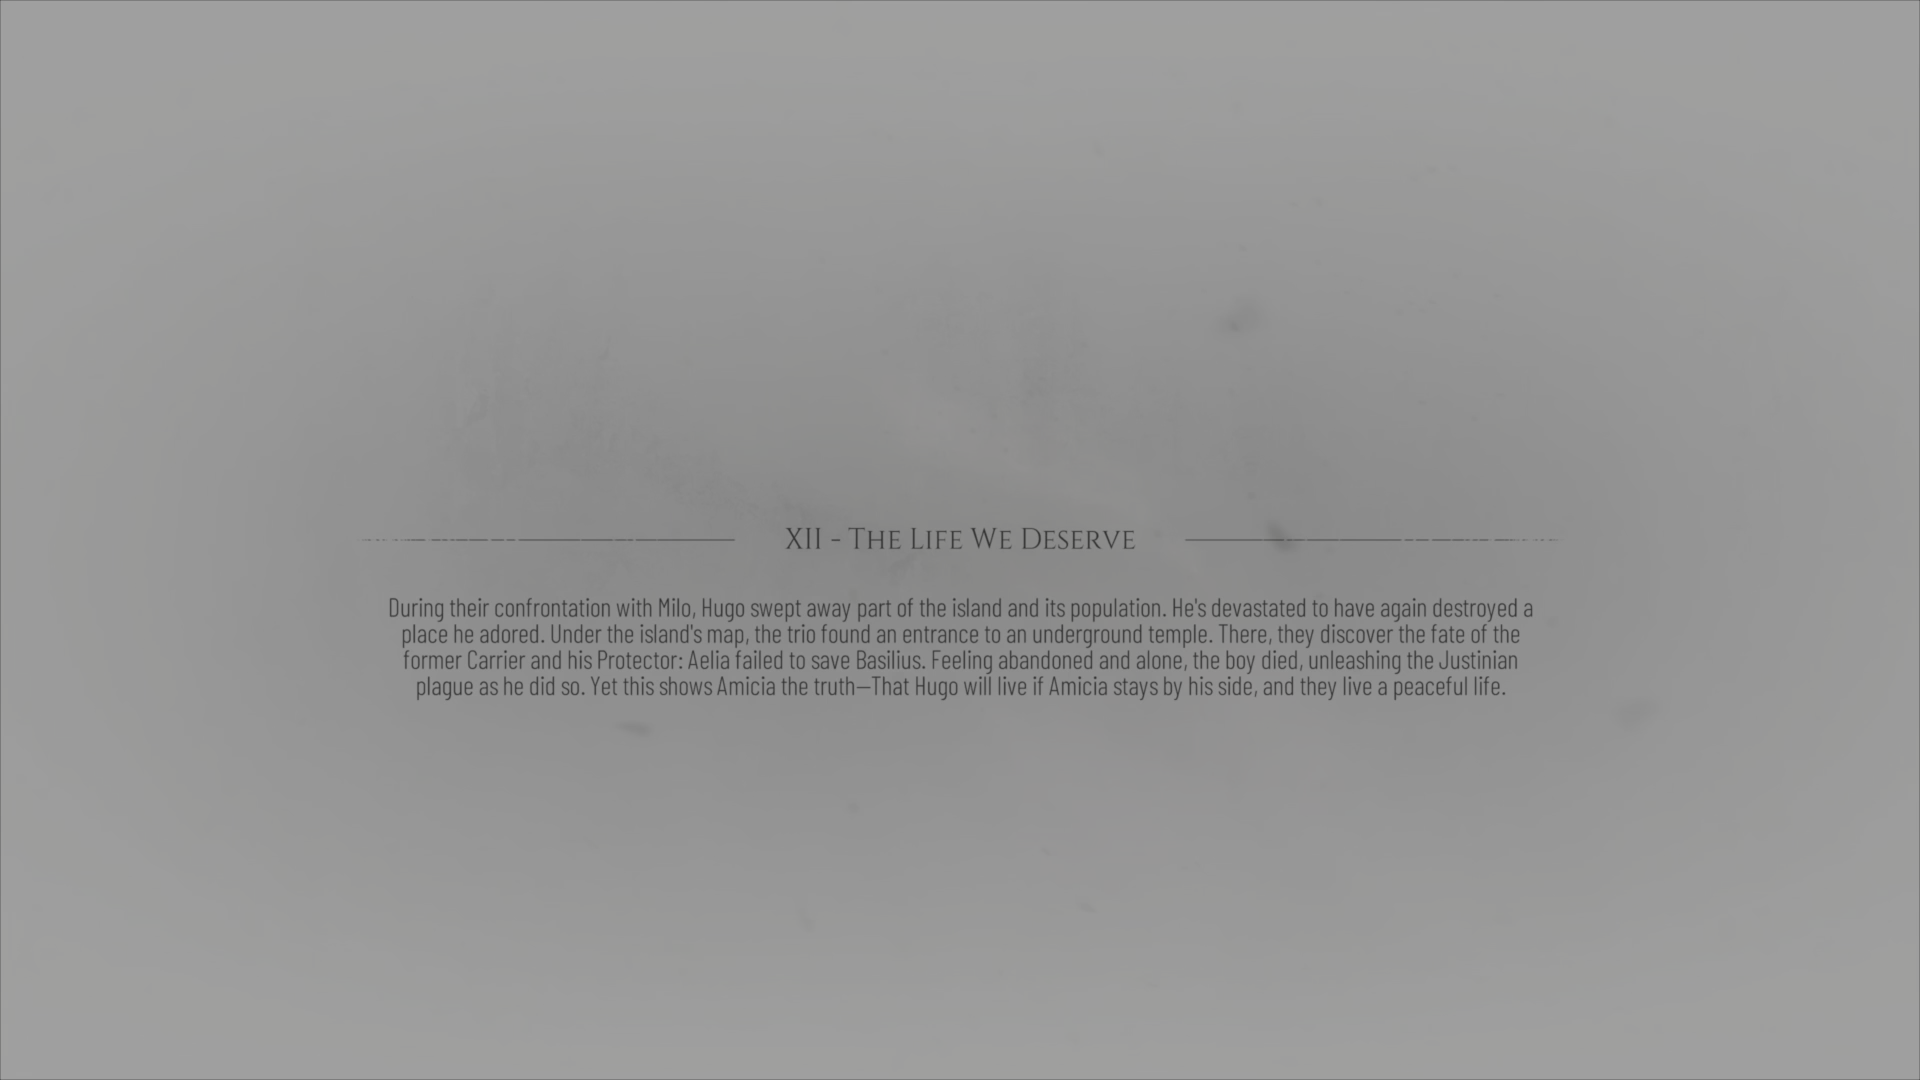 XII - The Life We Deserve
During their confrontation with Milo, Hugo swept away part of the island and its population. He's devastated to have again destroyed a
place he adored. Under the island's map, the trio found an entrance to an underground temple. There, they discover the fate of the
former Carrier and his Protector: Aelia failed to save Basilius. Feeling abandoned and alone, the boy died, unleashing the Justinian
plague as he did so. Yet this shows Amicia the truth—That Hugo will live if Amicia stays by his side, and they live a peaceful life.